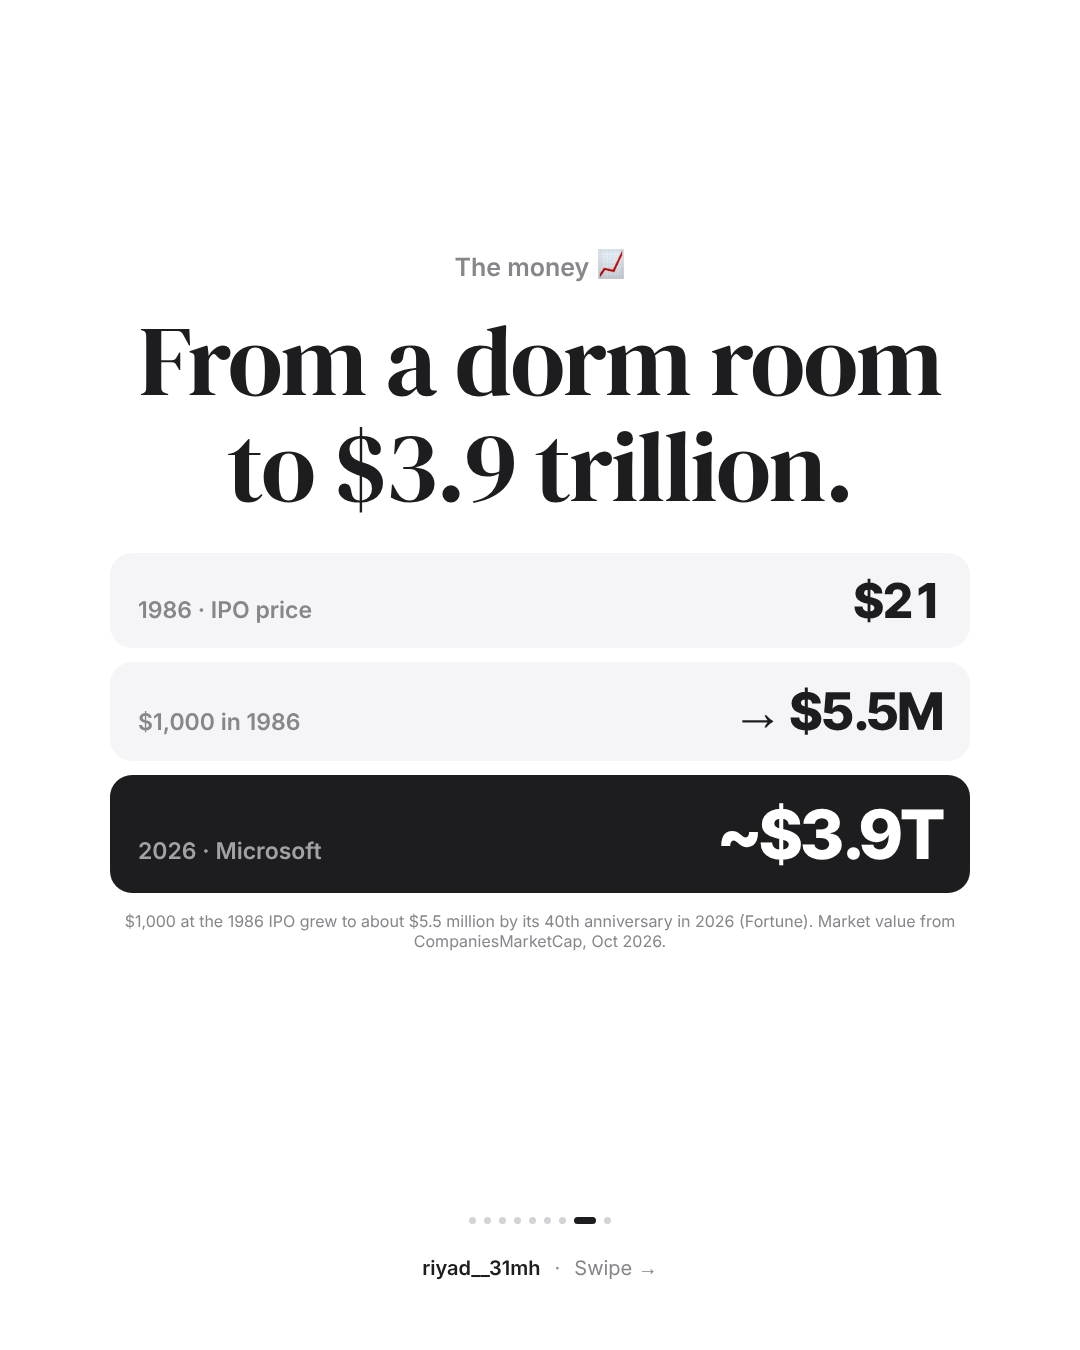 The money 📈
From a dorm room
to $3.9 trillion.
1986 · IPO price
$21
$1,000 in 1986
→ $5.5M
2026 · Microsoft
~$3.9T
$1,000 at the 1986 IPO grew to about $5.5 million by its 40th anniversary in 2026 (Fortune). Market value from
CompaniesMarketCap, Oct 2026.
riyad__31mh · Swipe →